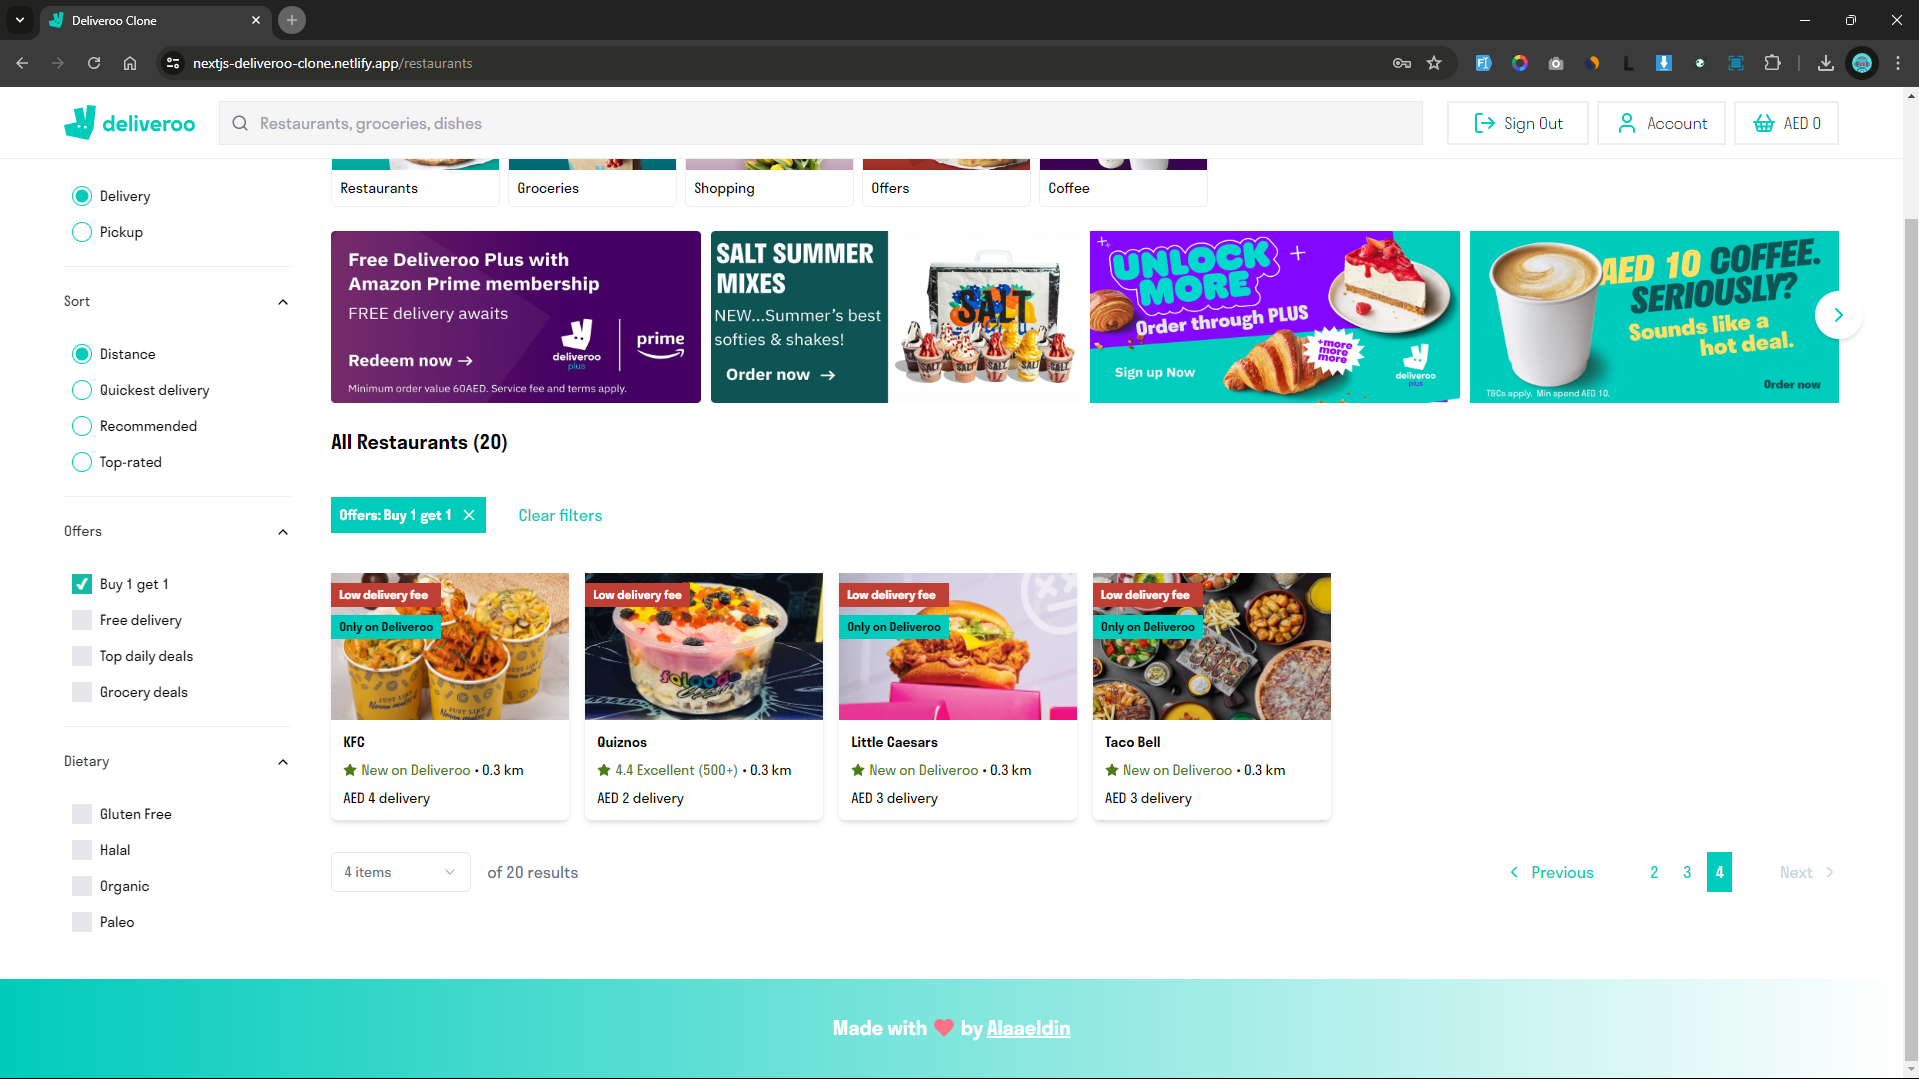 Deliveroo Clone
nextjs-deliveroo-clone.netlify.app/restaurants
deliveroo
Restaurants, groceries, dishes
Sign Out
Account
AED 0
Delivery
Pickup
Sort
Distance
Quickest delivery
Recommended
Top-rated
Offers
Buy 1 get 1
Free delivery
Top daily deals
Grocery deals
Dietary
Gluten Free
Halal
Organic
Paleo
Restaurants
Groceries
Shopping
Offers
Coffee
Free Deliveroo Plus with
Amazon Prime membership
FREE delivery awaits
Redeem now →
deliveroo
plus
prime
Minimum order value 60AED. Service fee and terms apply.
SALT SUMMER
MIXES
NEW...Summer's best
softies & shakes!
Order now →
SALT
UNLOCK
MORE
Order through PLUS
+more
more
more
Sign up Now
deliveroo
plus
AED 10 COFFEE.
SERIOUSLY?
Sounds like a
hot deal.
T&Cs apply. Min spend AED 10.
Order now
All Restaurants (20)
Offers: Buy 1 get 1
Clear filters
Low delivery fee
Only on Deliveroo
KFC
New on Deliveroo • 0.3 km
AED 4 delivery
Low delivery fee
Quiznos
4.4 Excellent (500+) • 0.3 km
AED 2 delivery
Low delivery fee
Only on Deliveroo
Little Caesars
New on Deliveroo • 0.3 km
AED 3 delivery
Low delivery fee
Only on Deliveroo
Taco Bell
New on Deliveroo • 0.3 km
AED 3 delivery
4 items
of 20 results
Previous
2
3
4
Next
Made with ❤ by Alaaeldin